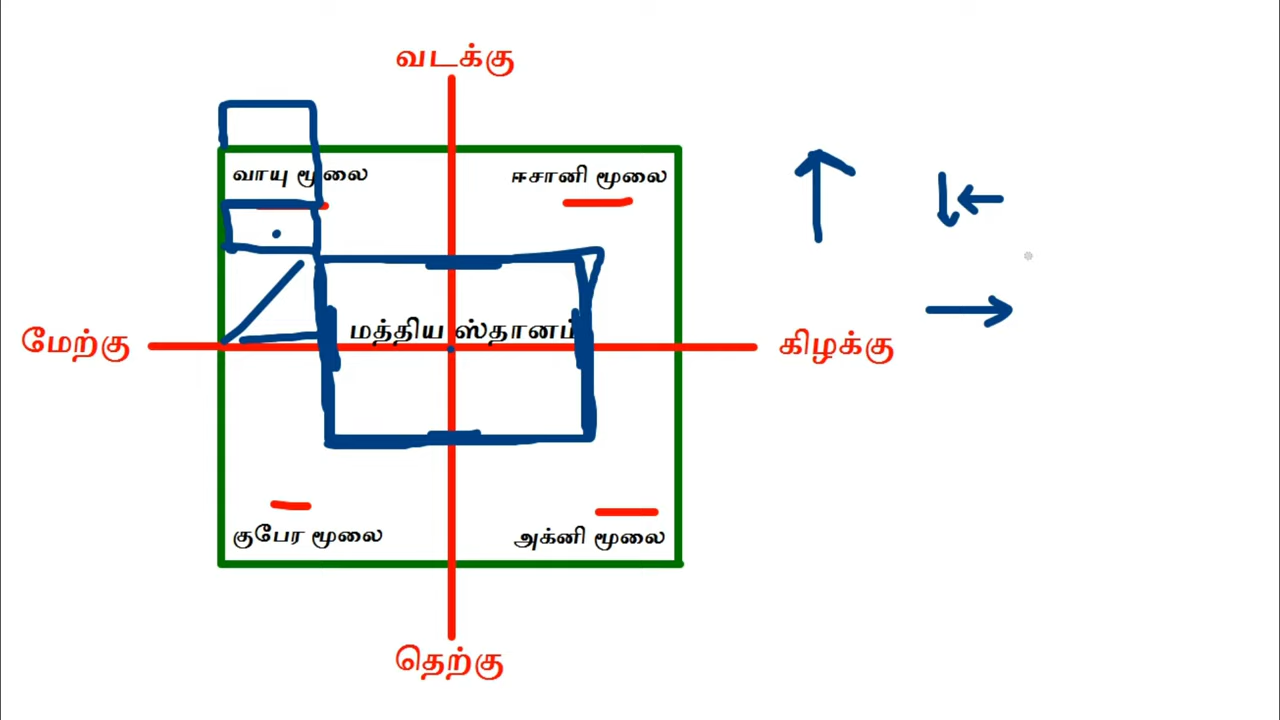 வடக்கு
வாயு மூலை
ஈசானி மூலை
மத்திய ஸ்தானம்
மேற்கு
கிழக்கு
குபேர மூலை
அக்னி மூலை
தெற்கு